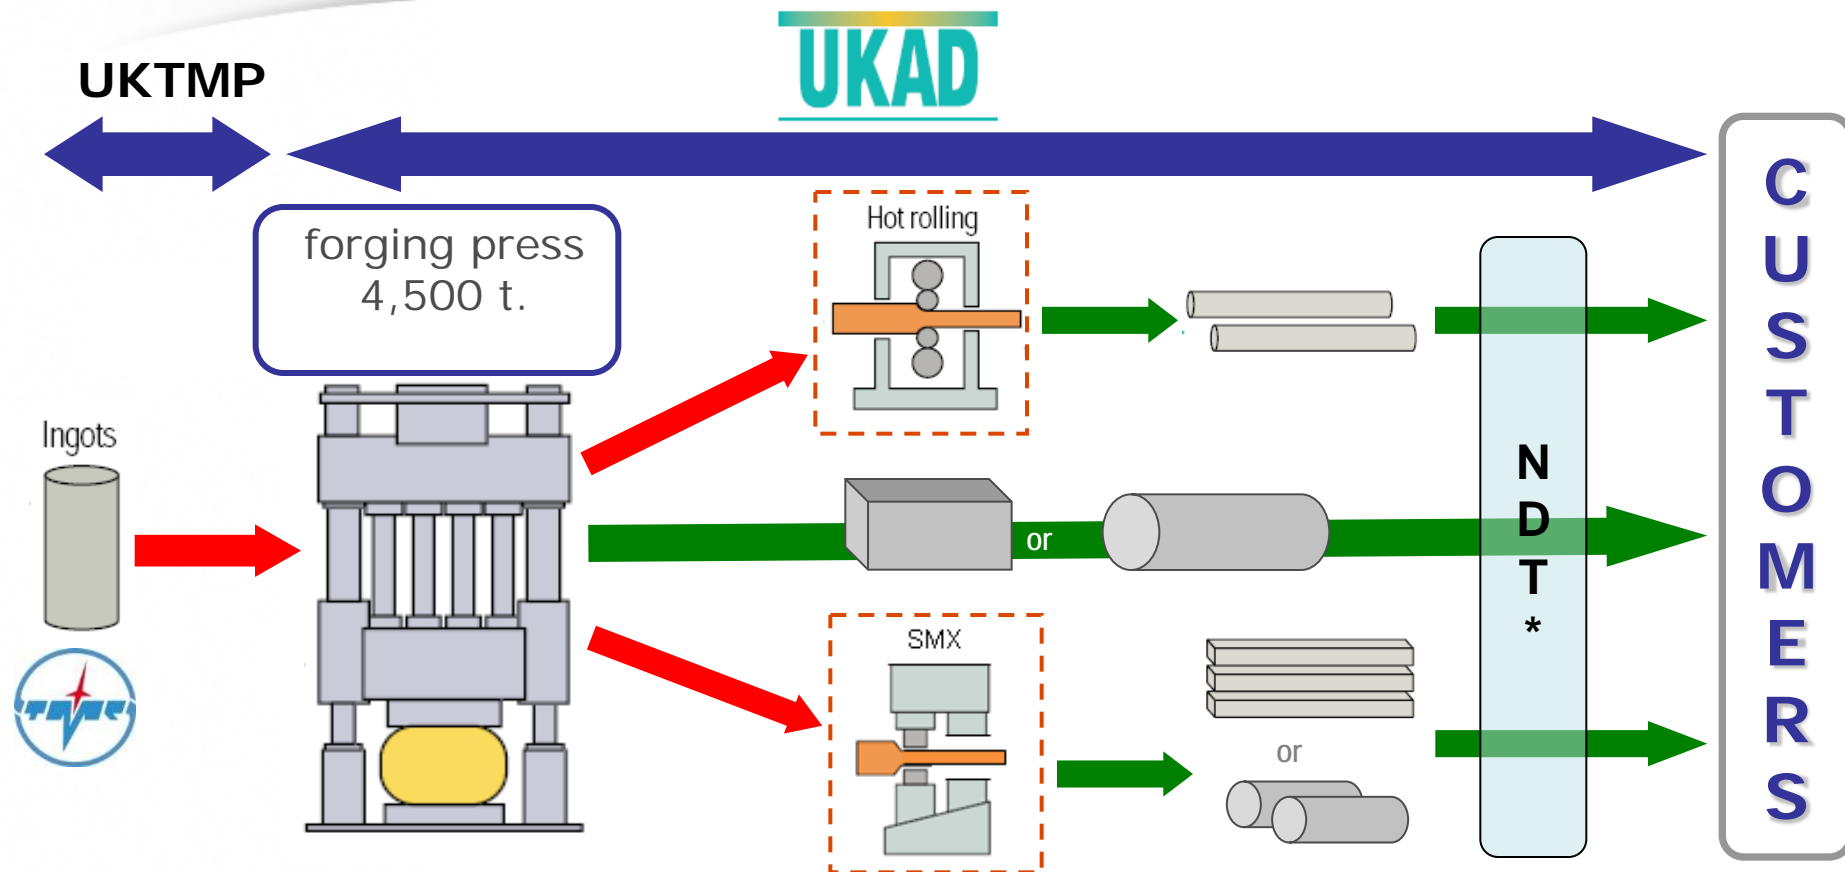 UKTMP
UKAD
forging press
4,500 t.
Hot rolling
Ingots
or
SMX
or
N
D
T
*
C
U
S
T
O
M
E
R
S